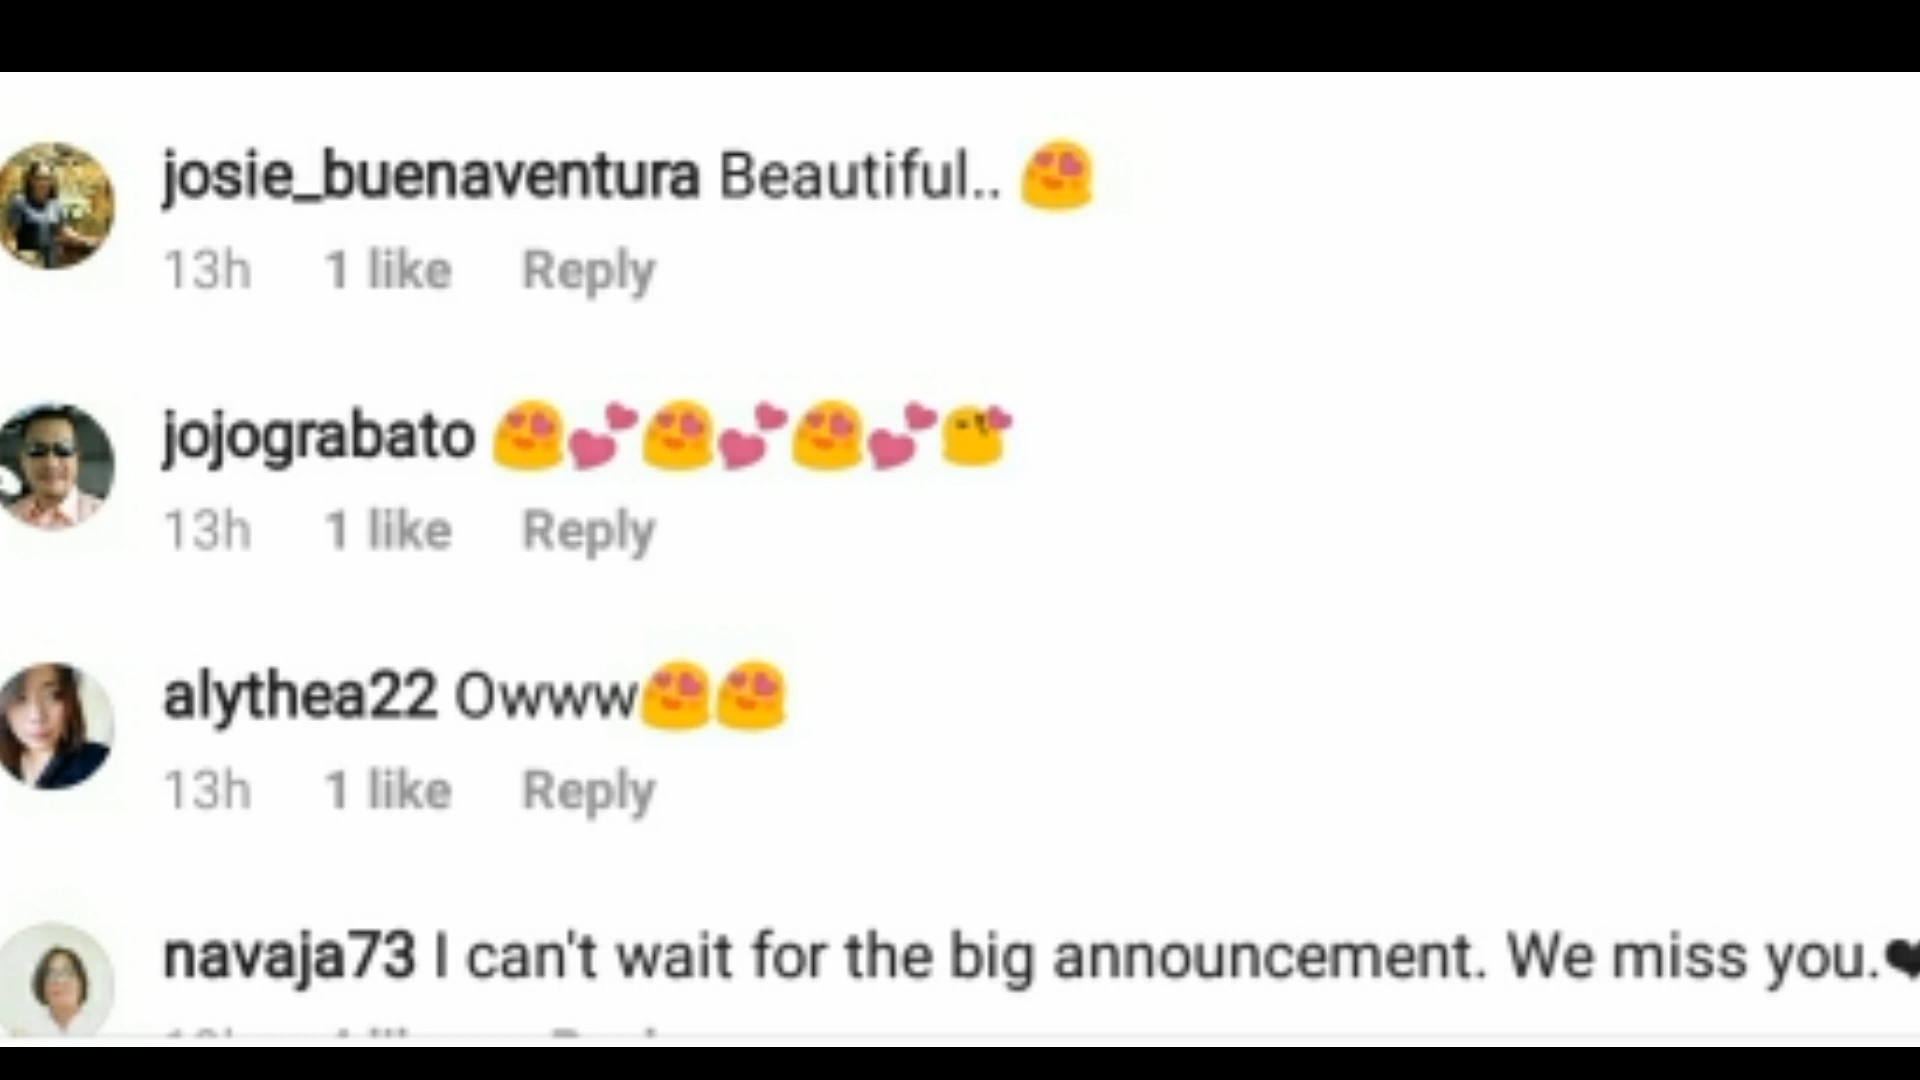 josie_buenaventura Beautiful.. 😍
13h 1 like Reply
jojograbato 😍💕😍💕😍💕😘
13h 1 like Reply
alythea22 Owww😍😍
13h 1 like Reply
navaja73 I can't wait for the big announcement. We miss you.❤